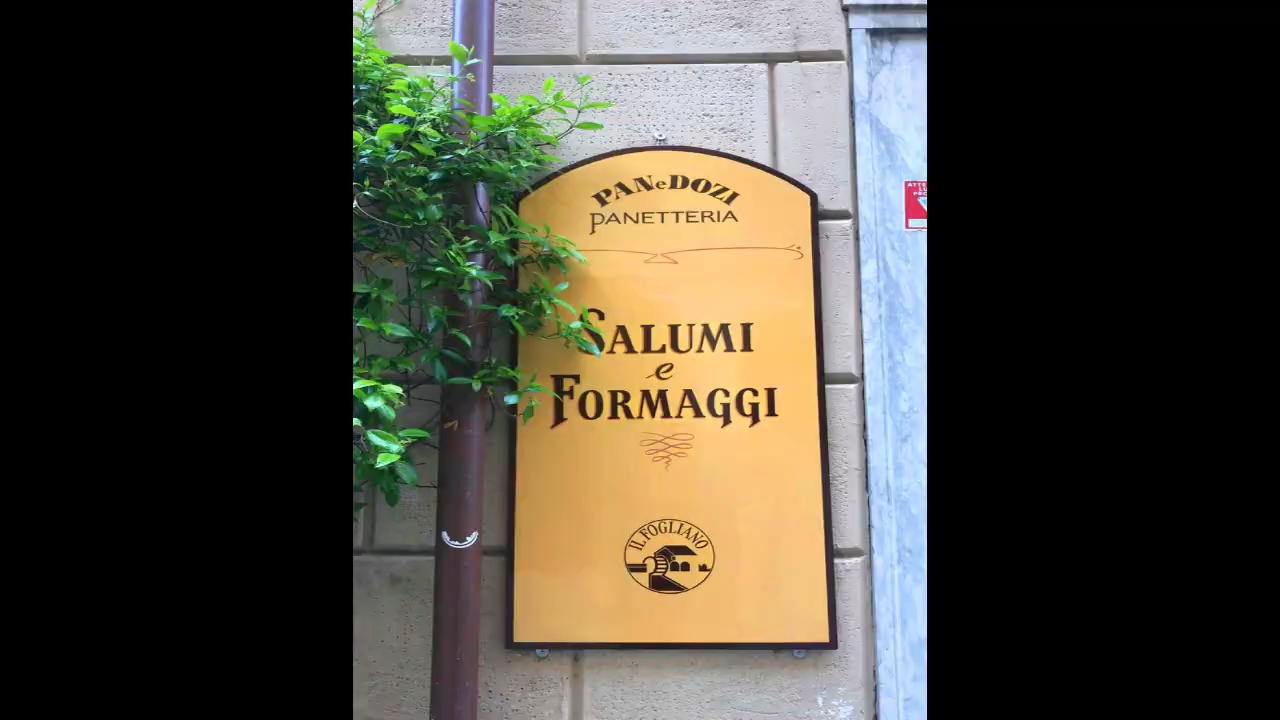 PANeDOZI
PANETTERIA
SALUMI
e
FORMAGGI
IL FOGLIANO